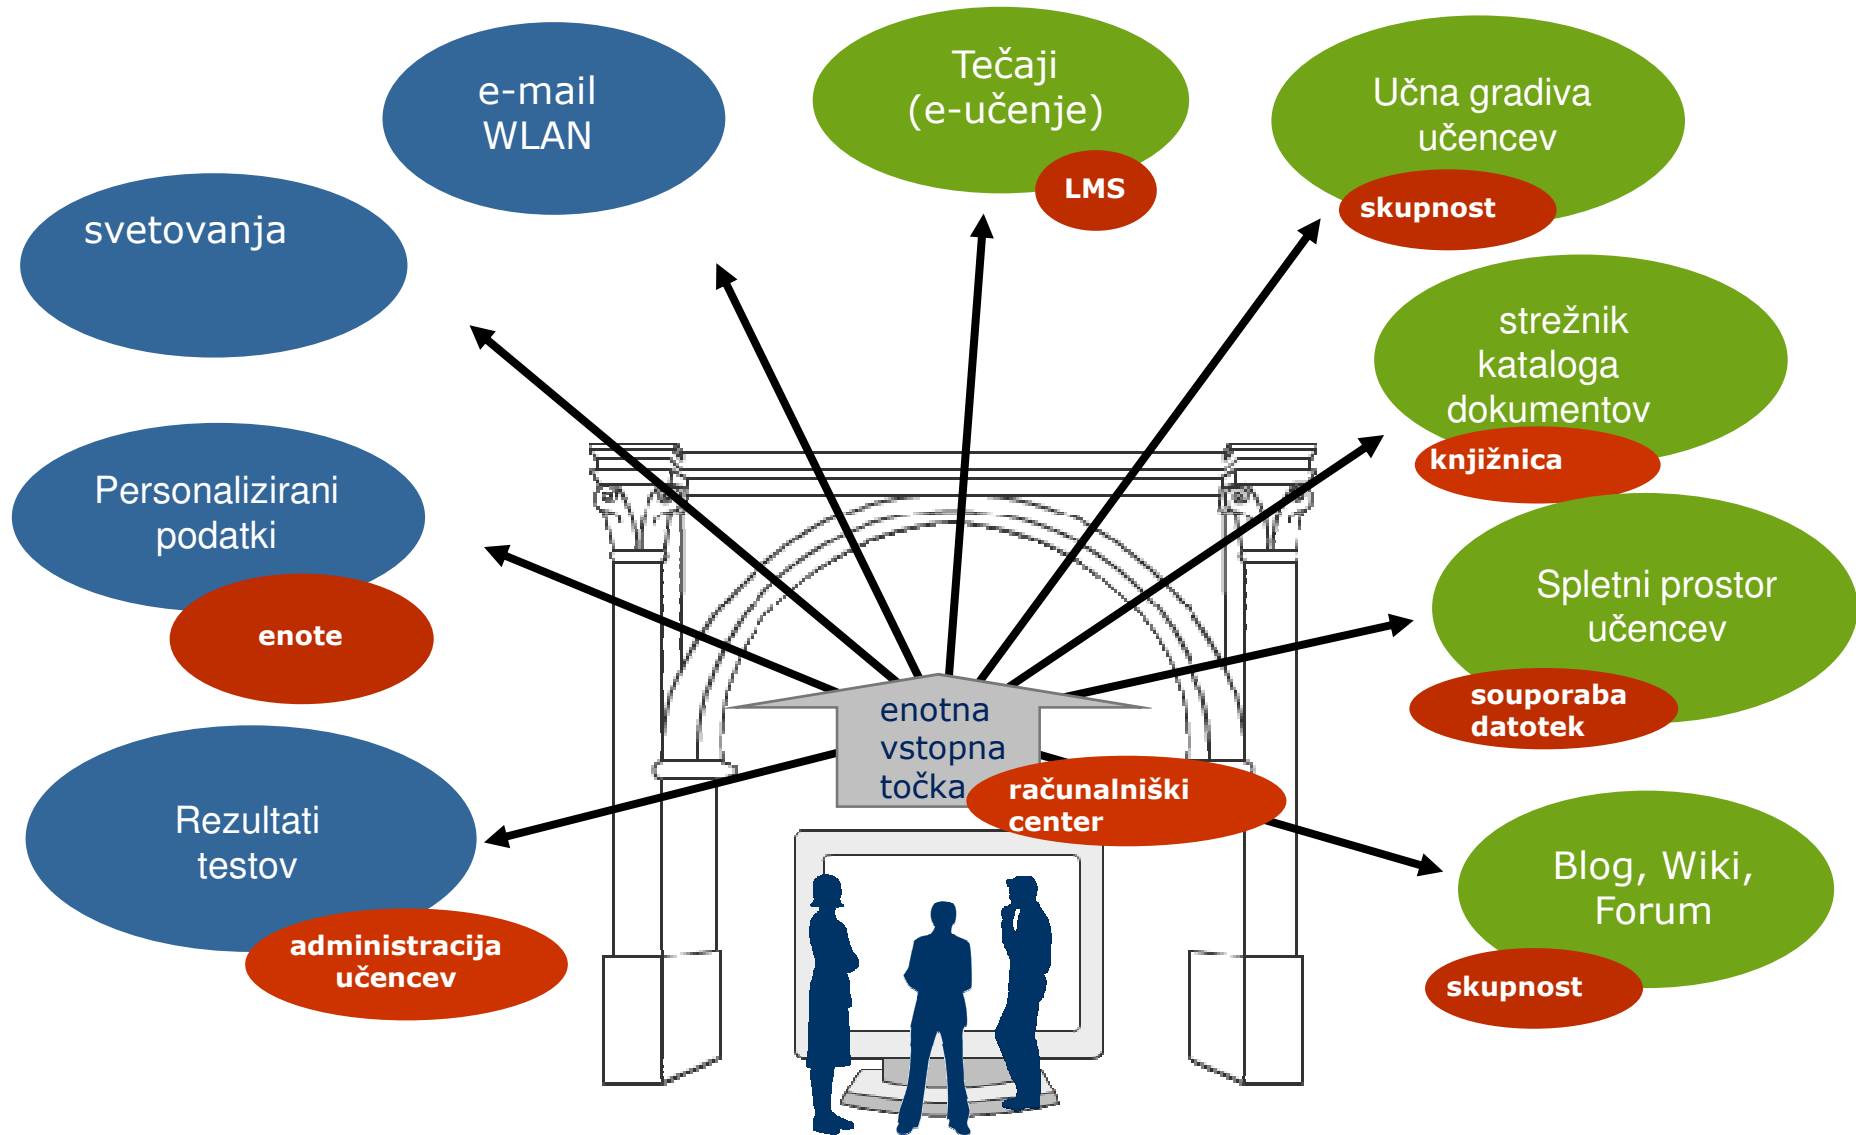 e-mail
WLAN
Tečaji
(e-učenje)
LMS
Učna gradiva
učencev
skupnost
svetovanja
strežnik
kataloga
dokumentov
knjižnica
Personalizirani
podatki
enote
Spletni prostor
učencev
souporaba
datotek
enotna
vstopna
točka
računalniški
center
Rezultati
testov
administracija
učencev
Blog, Wiki,
Forum
skupnost